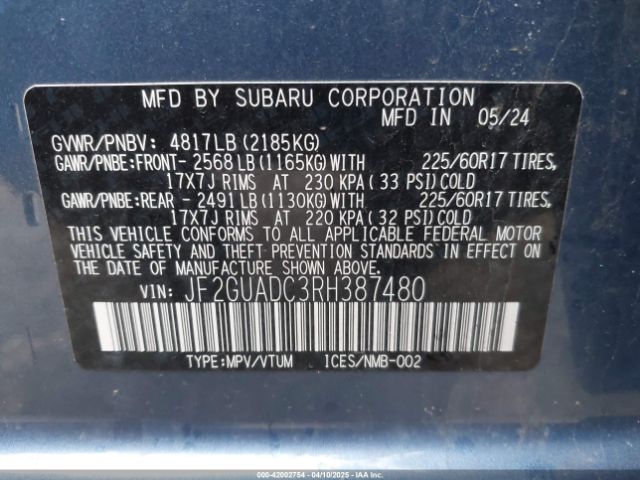 MFD BY SUBARU CORPORATION
MFD IN 05/24
GVWR/PNBV: 4817LB (2185KG)
GAWR/PNBE:FRONT- 2568 LB (1165KG) WITH 225/60R17 TIRES,
17X7J RIMS AT 230 KPA ( 33 PSI) COLD
GAWR/PNBE:REAR - 2491 LB (1130KG) WITH 225/60R17 TIRES,
17X7J RIMS AT 220 KPA ( 32 PSI) COLD
THIS VEHICLE CONFORMS TO ALL APPLICABLE FEDERAL MOTOR
VEHICLE SAFETY AND THEFT PREVENTION STANDARDS IN EFFECT ON
THE DATE OF MANUFACTURE SHOWN ABOVE.
VIN: JF2GUADC3RH387480
TYPE:MPV/VTUM ICES/NMB-002
000-42002754 - 04/10/2025 - IAAI.COM